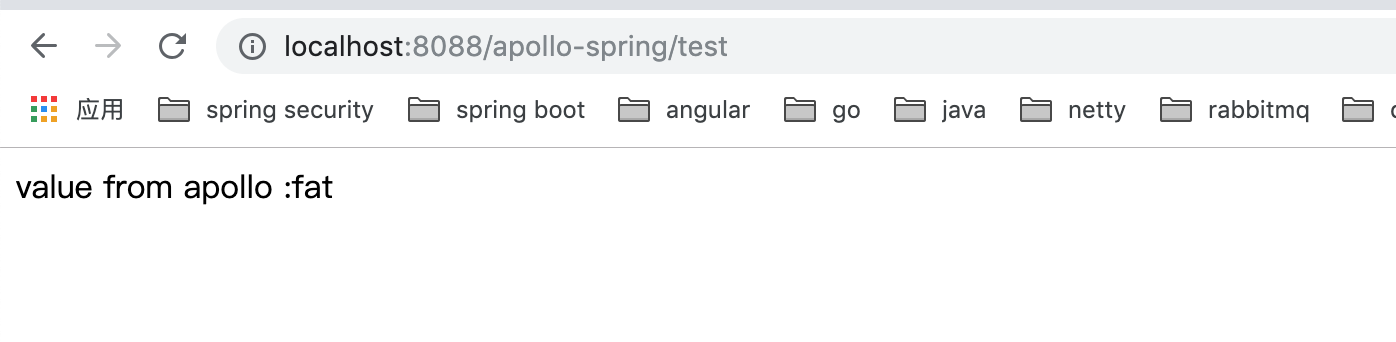 localhost:8088/apollo-spring/test
应用 spring security spring boot angular go java netty rabbitmq
value from apollo :fat